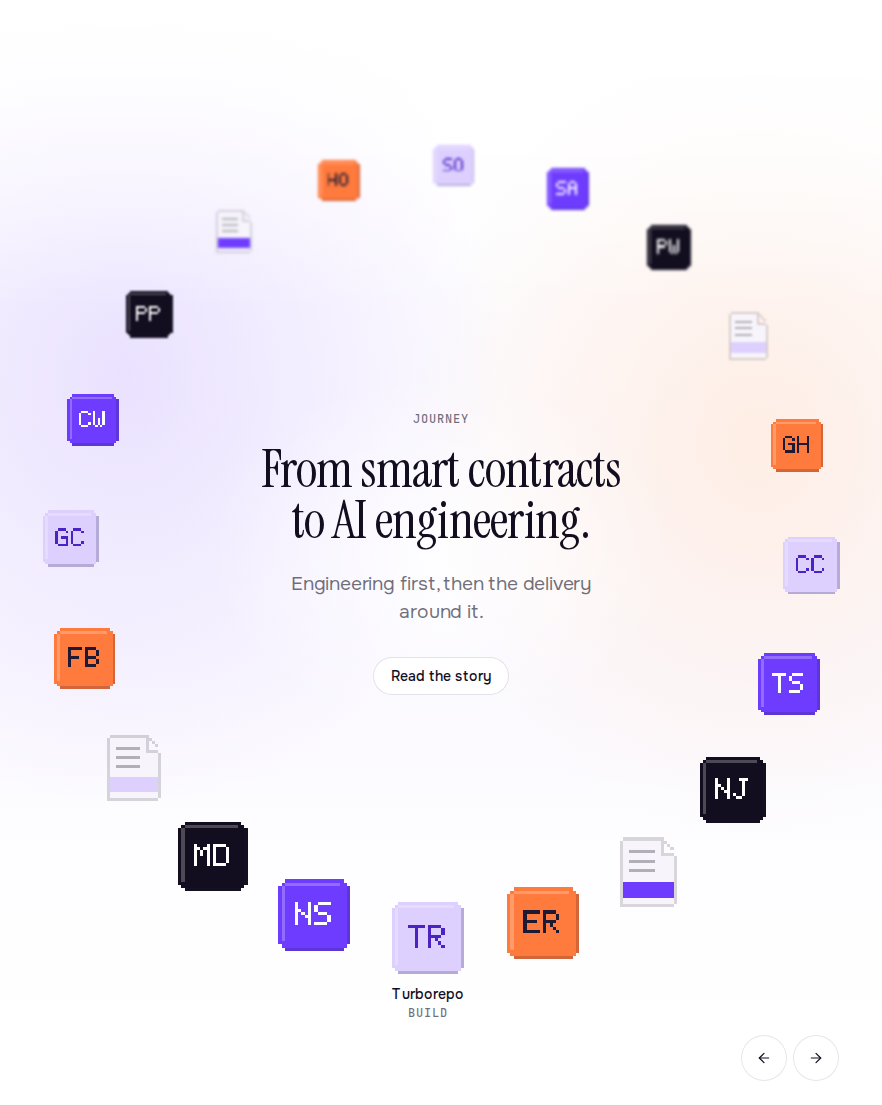 SO
HO
SA
PW
PP
CW
JOURNEY
GH
From smart contracts
to AI engineering.
GC
CC
Engineering first, then the delivery
around it.
FB
Read the story
TS
NJ
MD
NS
ER
TR
Turborepo
BUILD